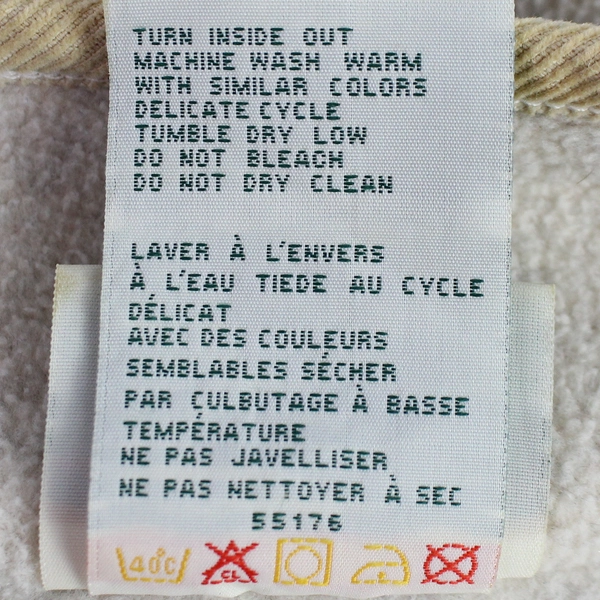 TURN INSIDE OUT
MACHINE WASH WARM
WITH SIMILAR COLORS
DELICATE CYCLE
TUMBLE DRY LOW
DO NOT BLEACH
DO NOT DRY CLEAN
LAVER À L'ENVERS
À L'EAU TIEDE AU CYCLE
DÉLICAT
AVEC DES COULEURS
SEMBLABLES SÉCHER
PAR CULBUTAGE À BASSE
TEMPÉRATURE
NE PAS JAVELLISER
NE PAS NETTOYER À SEC
55176
40°C CL